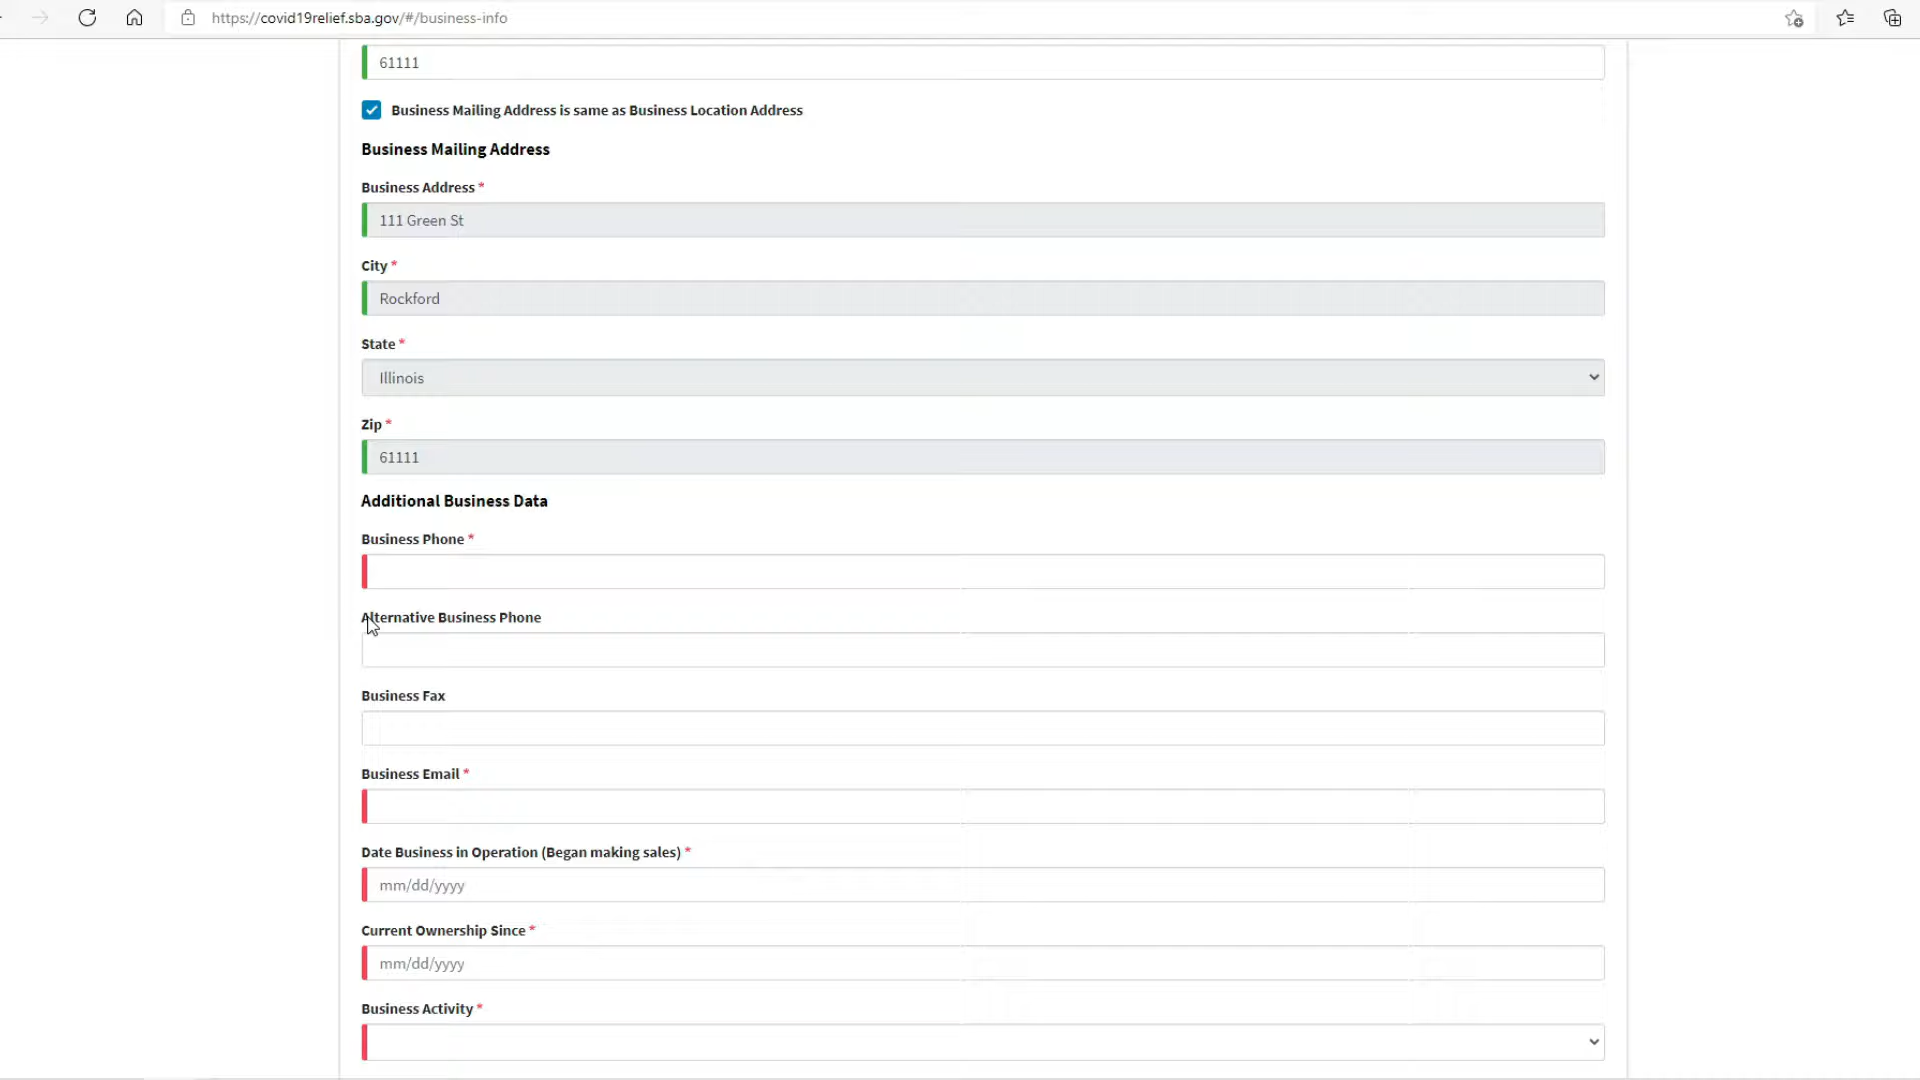 https://covid19relief.sba.gov/#/business-info
61111
Business Mailing Address is same as Business Location Address
Business Mailing Address
Business Address *
111 Green St
City *
Rockford
State *
Illinois
Zip *
61111
Additional Business Data
Business Phone *
Alternative Business Phone
Business Fax
Business Email *
Date Business in Operation (Began making sales) *
mm/dd/yyyy
Current Ownership Since *
mm/dd/yyyy
Business Activity *